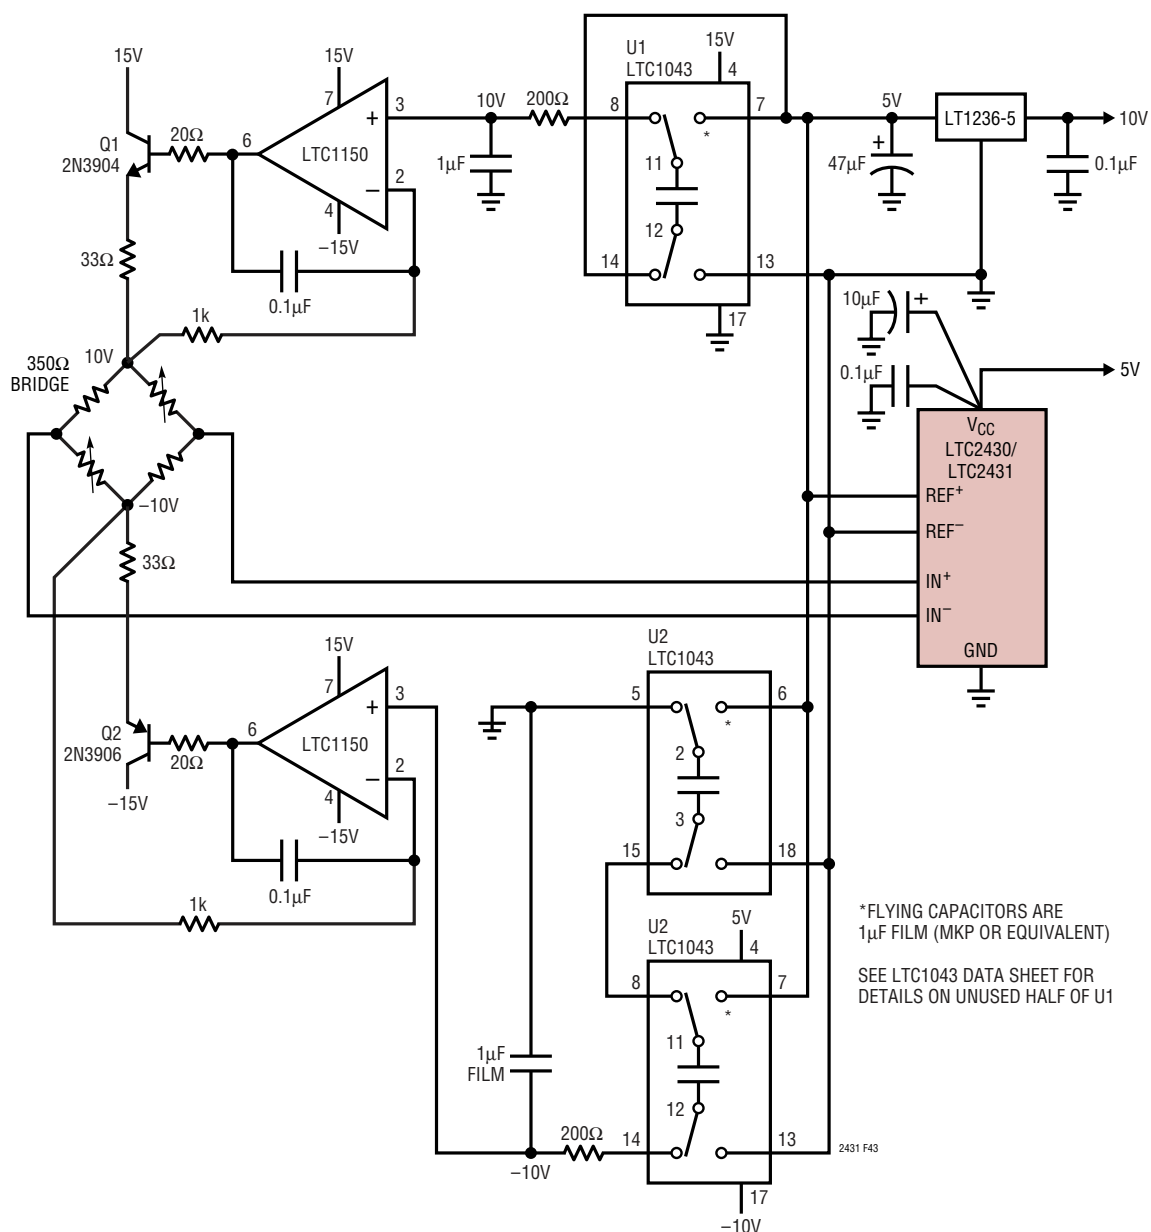 15V
Q1
2N3904
20Ω
6
15V
7
LTC1150
+
–
3
2
4
–15V
0.1µF
33Ω
1k
10V
350Ω
BRIDGE
–10V
33Ω
10V
1µF
200Ω
U1
LTC1043
15V
4
8
7
*
11
12
14
13
17
5V
47µF
+
LT1236-5
10V
0.1µF
10µF
+
0.1µF
5V
VCC
LTC2430/
LTC2431
REF+
REF–
IN+
IN–
GND
Q2
2N3906
–15V
20Ω
6
15V
7
LTC1150
+
–
3
2
4
–15V
0.1µF
1k
U2
LTC1043
5
6
*
2
3
15
18
U2
LTC1043
5V
4
8
7
*
11
12
14
13
17
–10V
1µF
FILM
200Ω
–10V
2431 F43
*FLYING CAPACITORS ARE
1µF FILM (MKP OR EQUIVALENT)
SEE LTC1043 DATA SHEET FOR
DETAILS ON UNUSED HALF OF U1